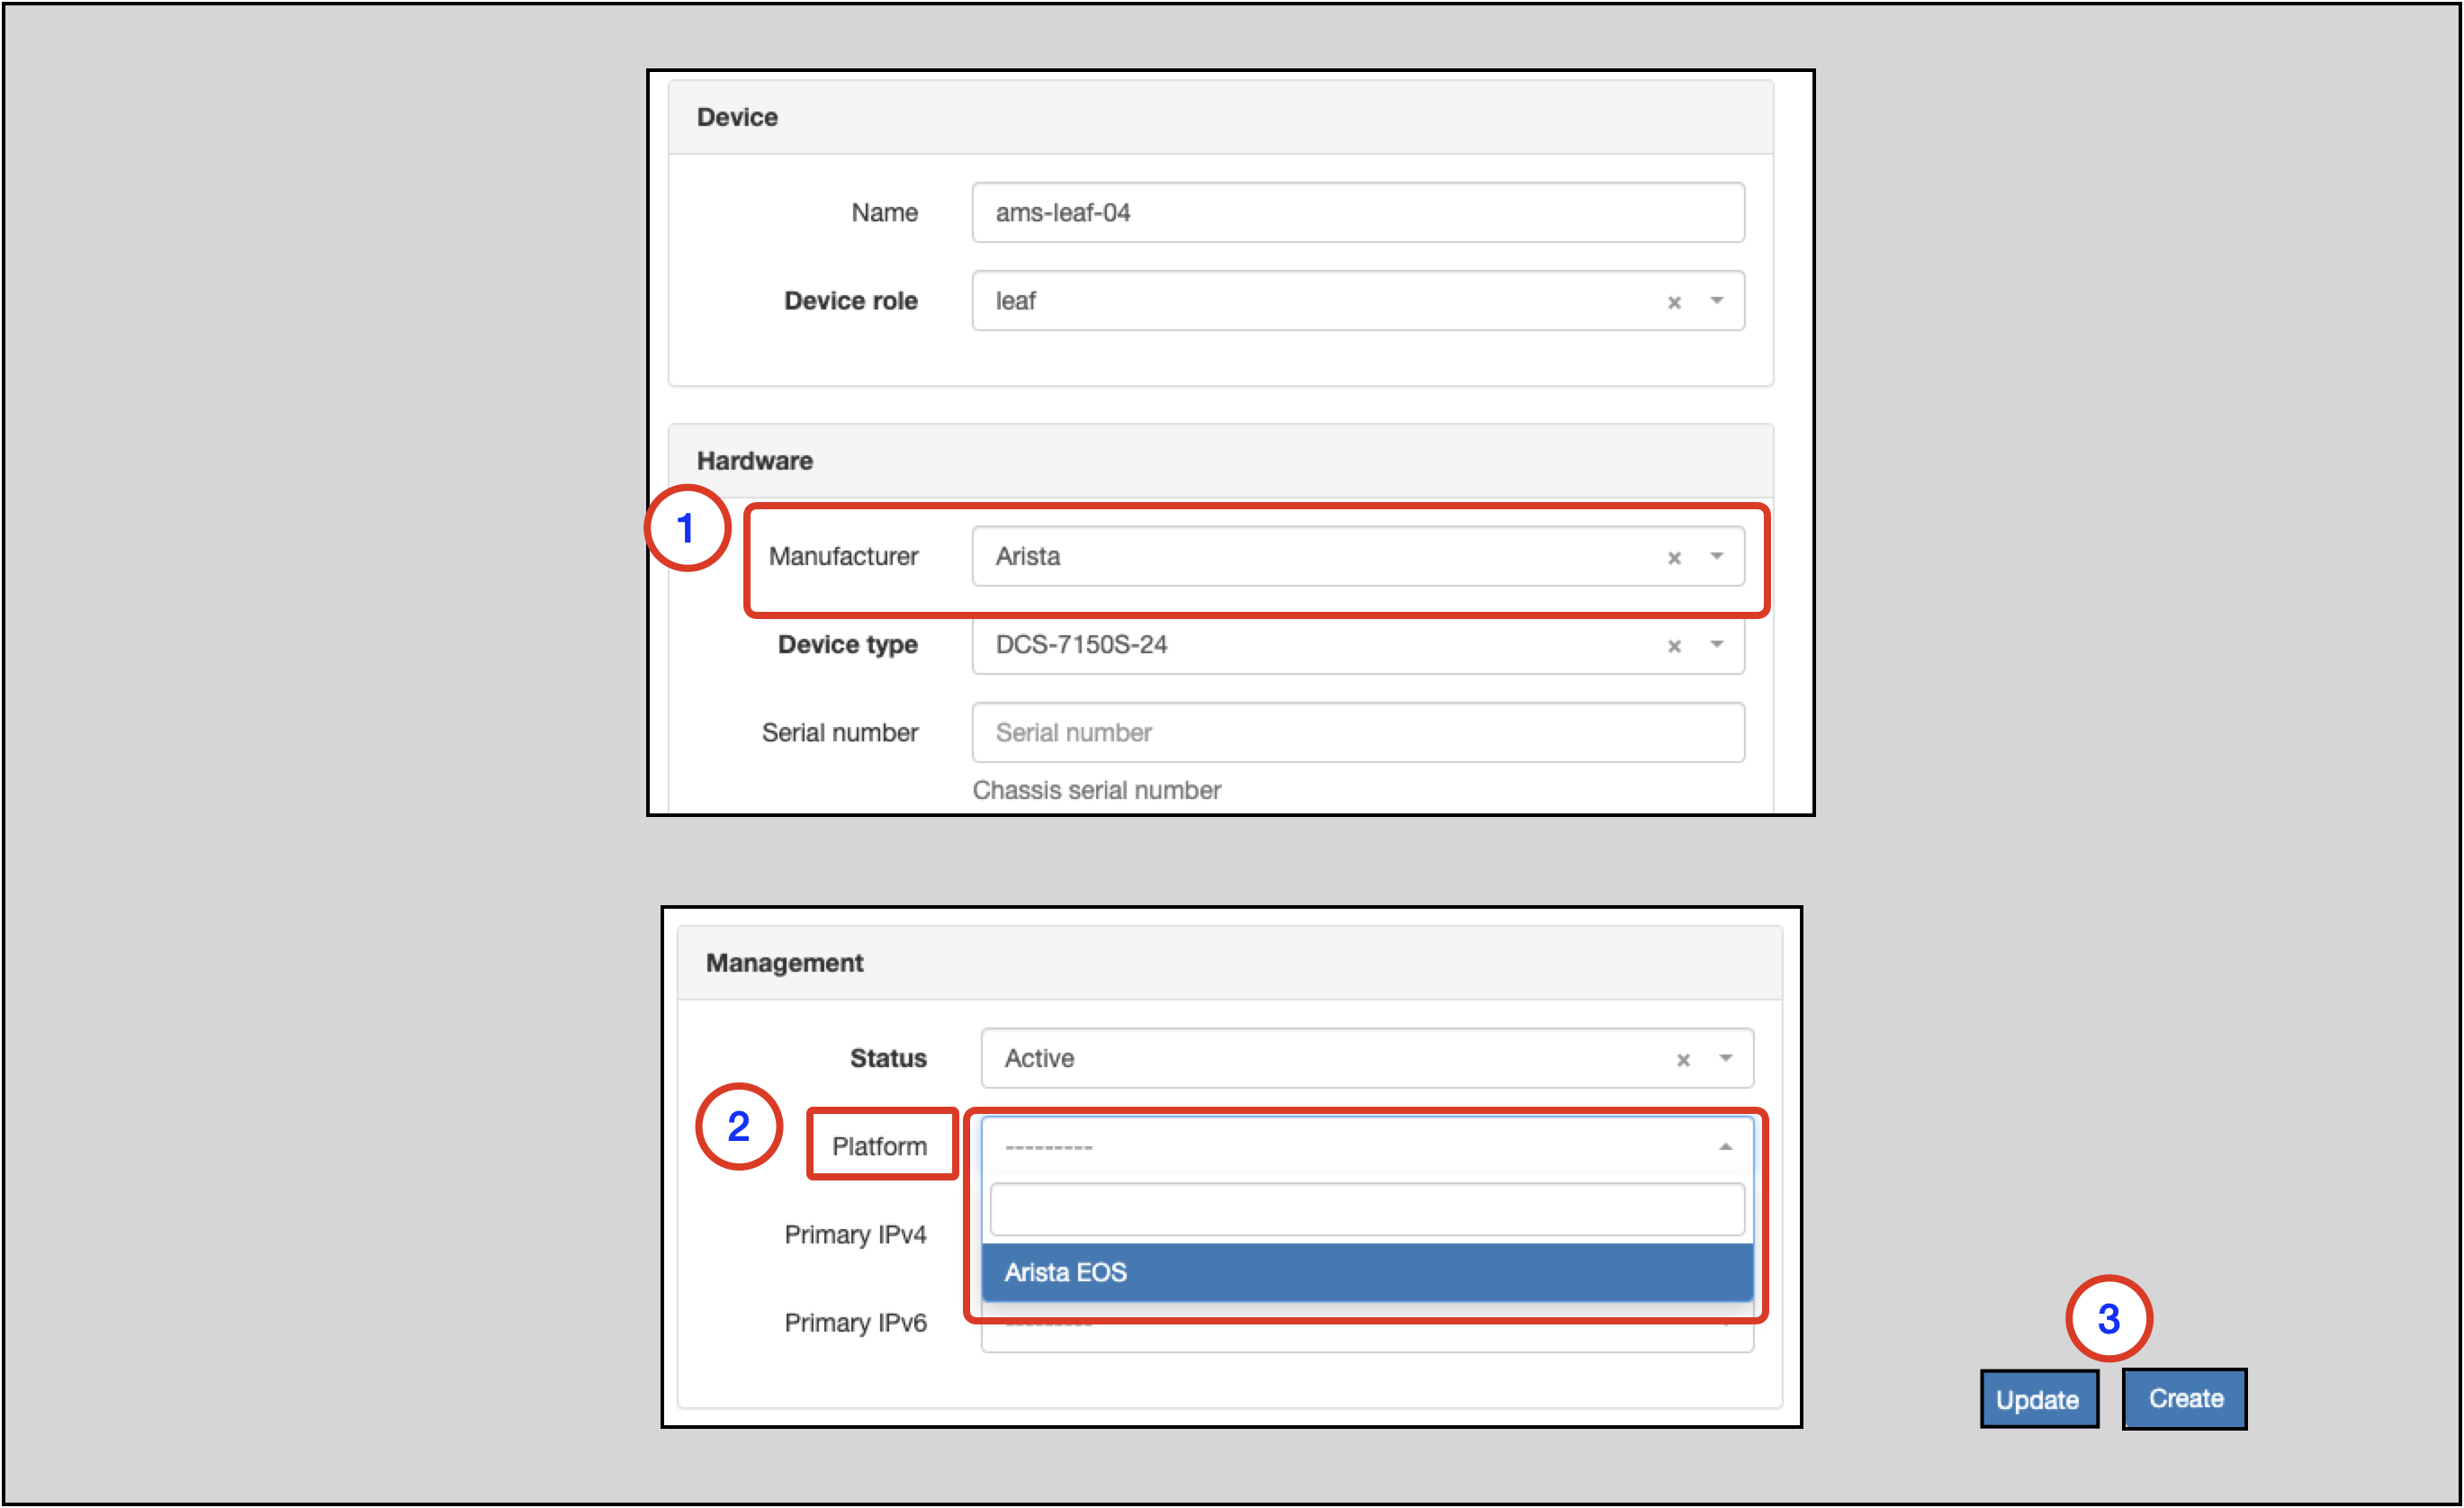 Device
Name ams-leaf-04
Device role leaf × 
Hardware
1
Manufacturer Arista ×
Device type DCS-7150S-24 ×
Serial number Serial number
Chassis serial number
Management
Status Active ×
2
Platform ---------
Primary IPv4
Arista EOS
Primary IPv6 ---------
3
Update Create